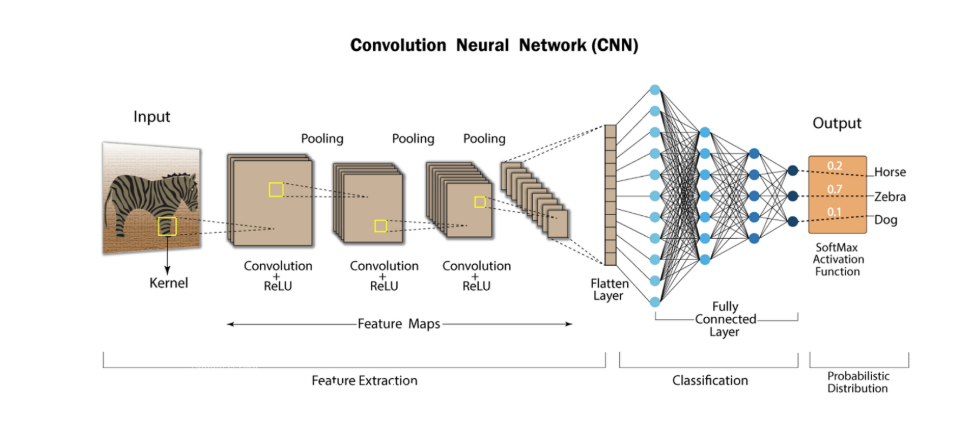 Convolution Neural Network (CNN)
Input
Pooling
Pooling
Pooling
Output
0.2
Horse
0.7
Zebra
0.1
Dog
Kernel
Convolution
+
ReLU
Convolution
+
ReLU
Convolution
+
ReLU
Flatten
Layer
SoftMax
Activation
Function
Fully
Connected
Layer
Feature Maps
Feature Extraction
Classification
Probabilistic
Distribution